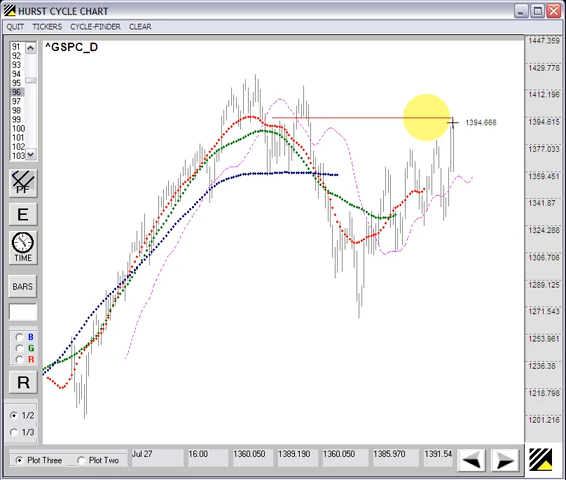 HURST CYCLE CHART
QUIT TICKERS CYCLE-FINDER CLEAR
^GSPC_D
91
92
93
94
95
96
97
98
99
100
101
102
103
PF
E
TIME
BARS
B
G
R
R
1/2
1/3
1394.666
1447.359
1429.778
1412.196
1394.615
1377.033
1359.451
1341.87
1324.288
1306.706
1289.125
1271.543
1253.961
1236.38
1218.798
1201.216
Plot Three Plot Two Jul 27 16:00 1360.050 1389.190 1360.050 1385.970 1391.54